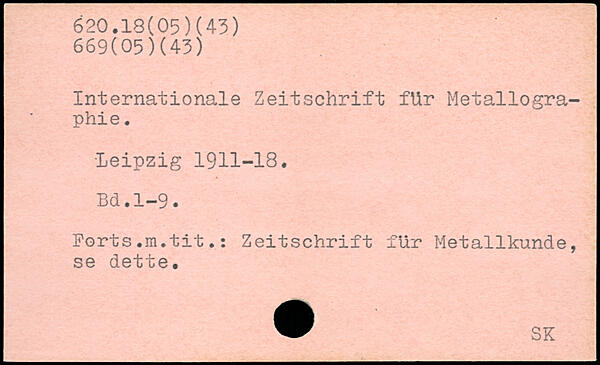 620.18(05)(43)
669(05)(43)
Internationale Zeitschrift für Metallogra-
phie.
Leipzig 1911-18.
Bd.1-9.
Forts.m.tit.: Zeitschrift für Metallkunde,
se dette.
SK